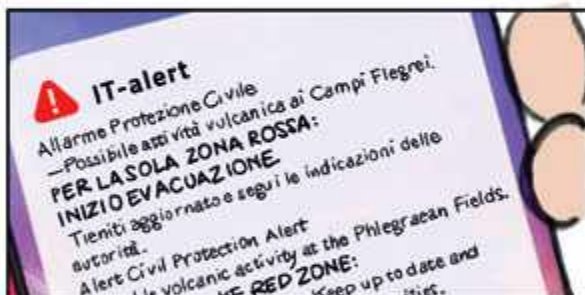 IT-alert
Allarme Protezione Civile
—Possibile attività vulcanica ai Campi Flegrei.
PER LA SOLA ZONA ROSSA:
INIZIO EVACUAZIONE
Tieniti aggiornato e segui le indicazioni delle
autorità.
Alert Civil Protection Alert
volcanic activity at the Phlegraean Fields.
RED ZONE:
Keep up to date and